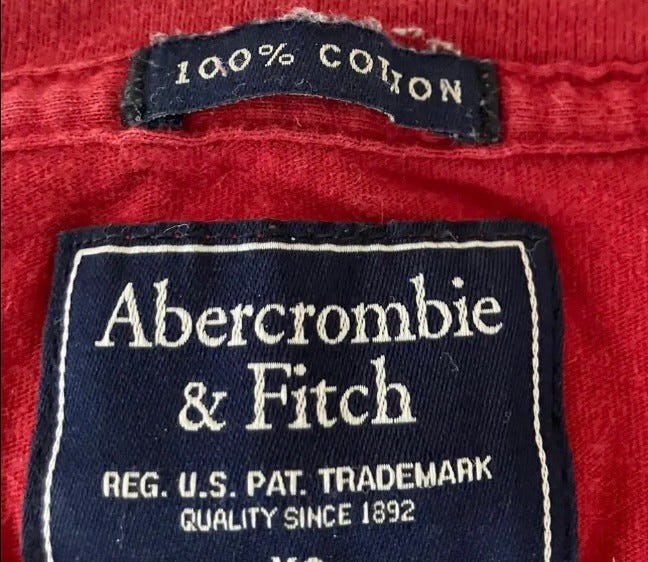 100% COTTON
Abercrombie
& Fitch
REG. U.S. PAT. TRADEMARK
QUALITY SINCE 1892